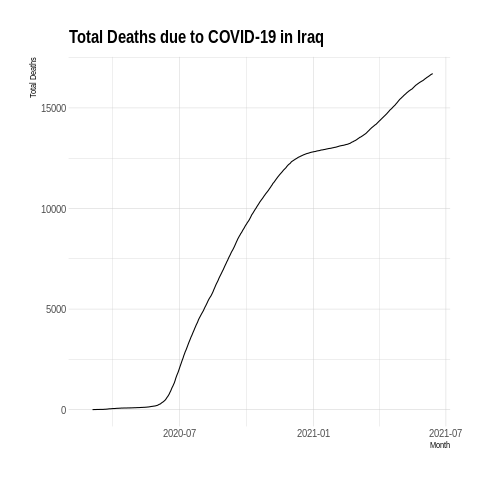 Total Deaths due to COVID-19 in Iraq
Total Deaths
15000
10000
5000
0
2020-07
2021-01
2021-07
Month